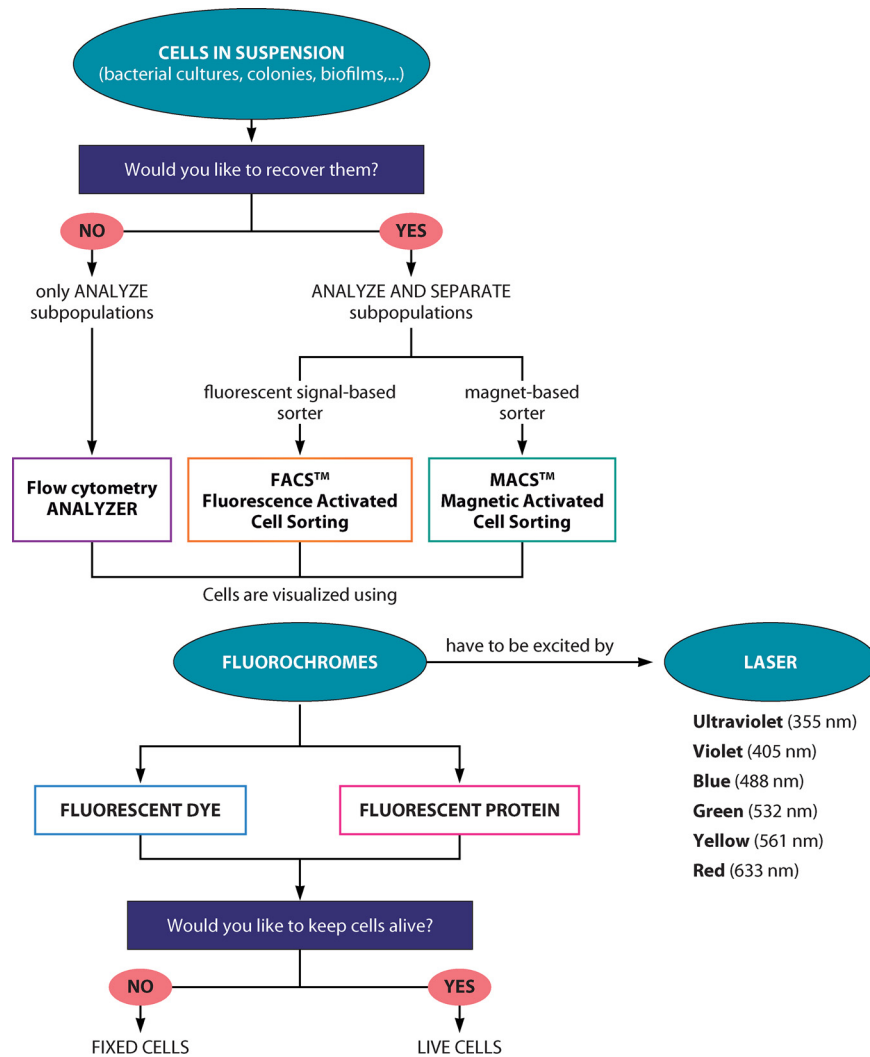 CELLS IN SUSPENSION
(bacterial cultures, colonies, biofilms,...)
Would you like to recover them?
NO
YES
only ANALYZE
subpopulations
ANALYZE AND SEPARATE
subpopulations
fluorescent signal-based
sorter
magnet-based
sorter
Flow cytometry
ANALYZER
FACS™
Fluorescence Activated
Cell Sorting
MACS™
Magnetic Activated
Cell Sorting
Cells are visualized using
FLUOROCHROMES
have to be excited by
LASER
Ultraviolet (355 nm)
Violet (405 nm)
Blue (488 nm)
Green (532 nm)
Yellow (561 nm)
Red (633 nm)
FLUORESCENT DYE
FLUORESCENT PROTEIN
Would you like to keep cells alive?
NO
YES
FIXED CELLS
LIVE CELLS